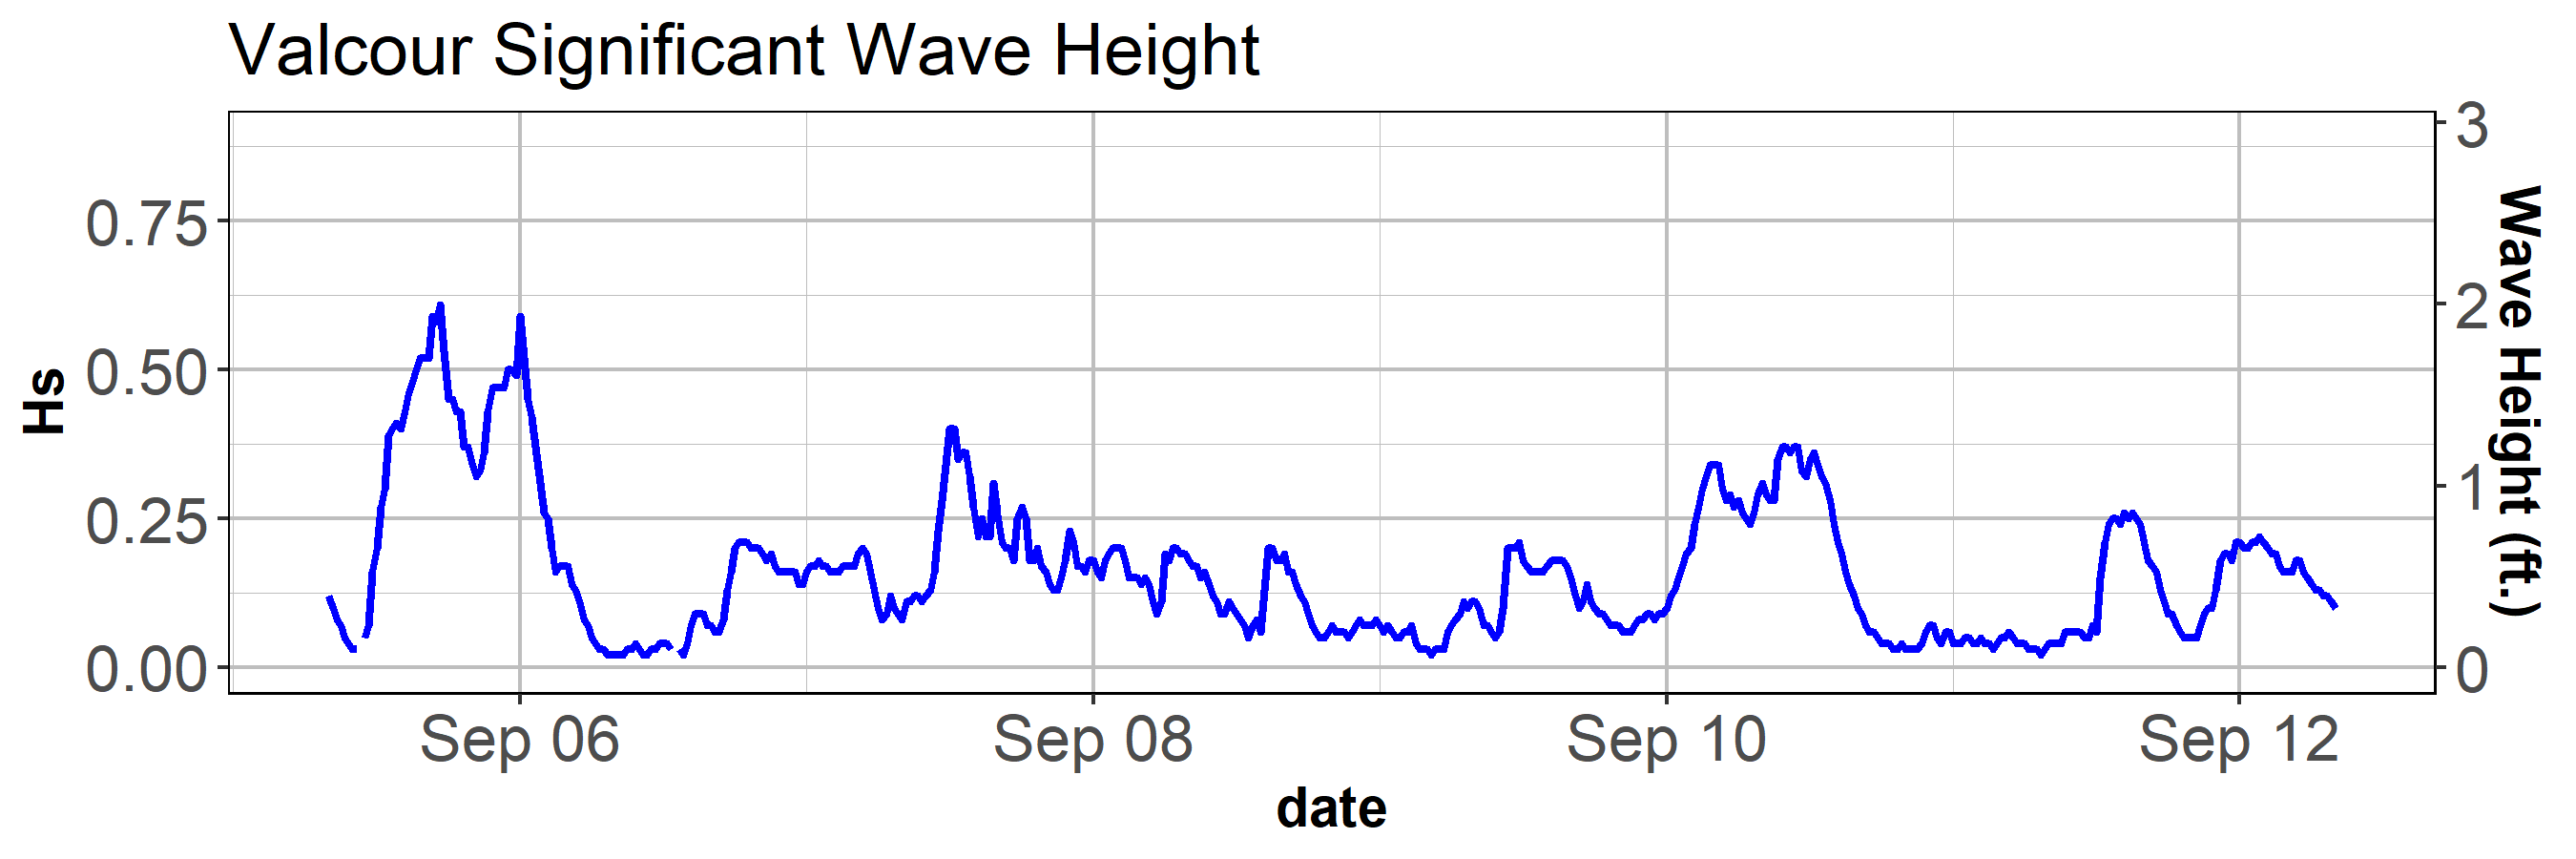 Valcour Significant Wave Height
Hs
0.75
0.50
0.25
0.00
3
2
1
0
Wave Height (ft.)
Sep 06 Sep 08 Sep 10 Sep 12
date